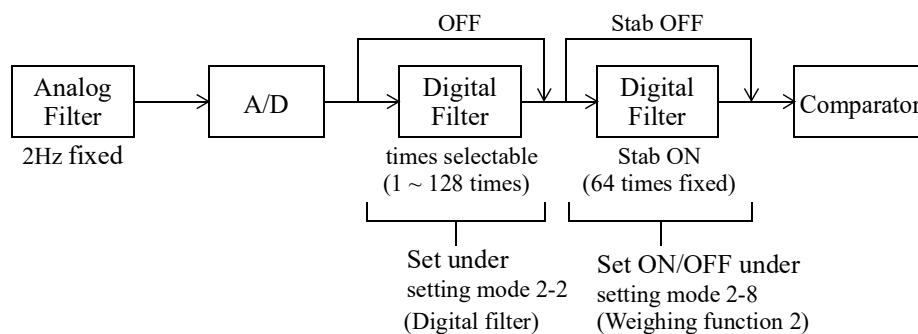 OFF
Stab OFF
Analog
Filter
A/D
Digital
Filter
Digital
Filter
Comparator
2Hz fixed
times selectable
(1 ~ 128 times)
Stab ON
(64 times fixed)
Set under
setting mode 2-2
(Digital filter)
Set ON/OFF under
setting mode 2-8
(Weighing function 2)